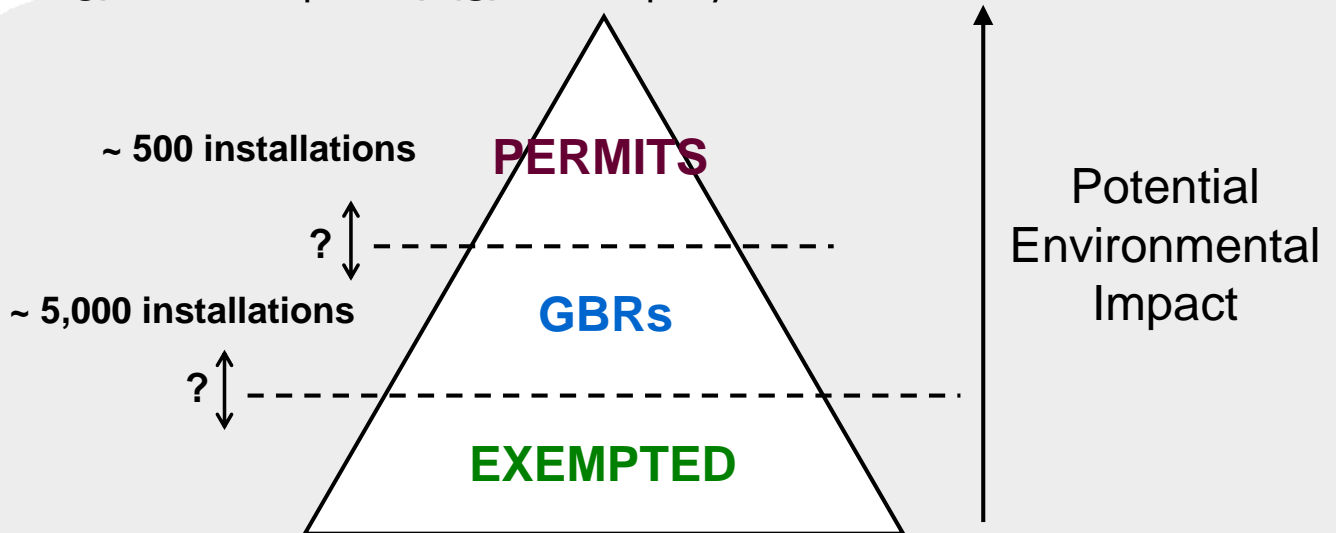 ~ 500 installations
PERMITS
?
~ 5,000 installations
GBRs
?
EXEMPTED
Potential
Environmental
Impact